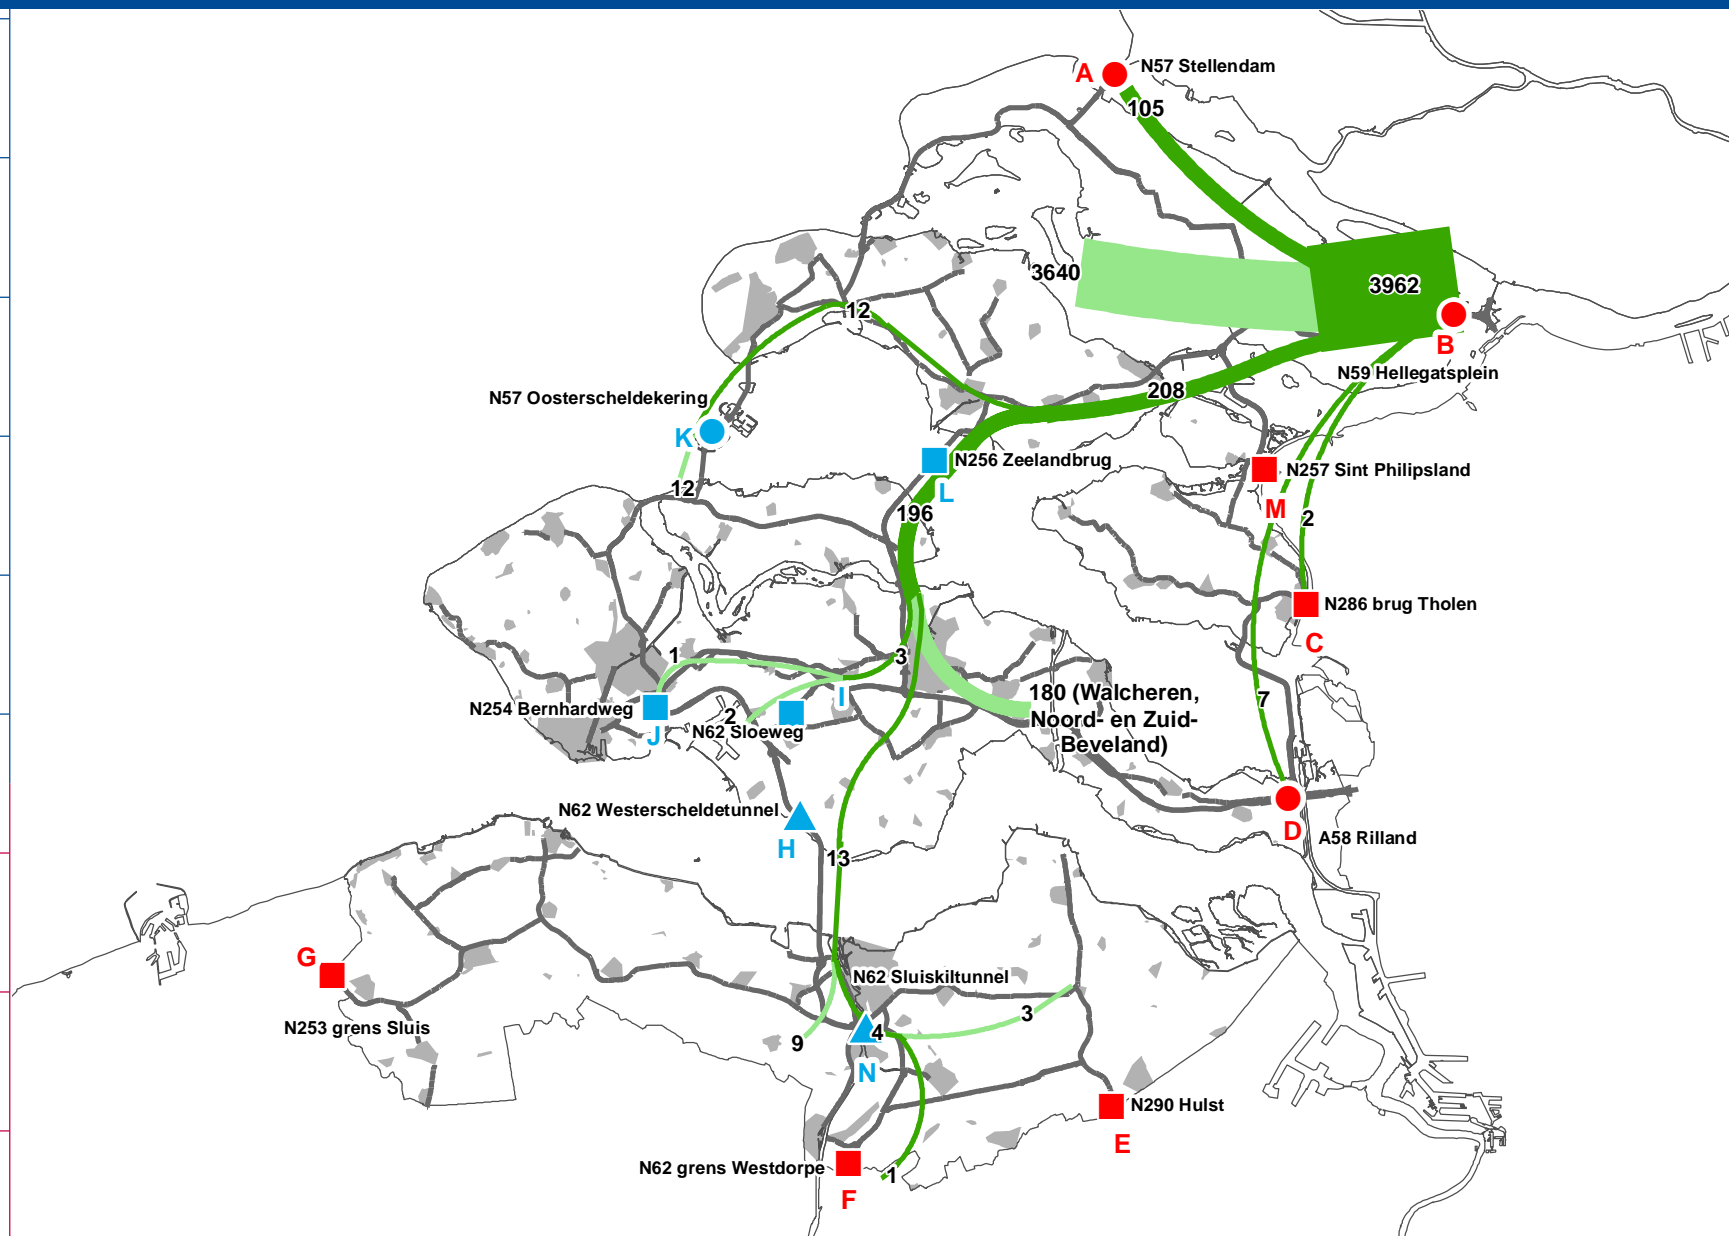 A
N57 Stellendam
105
3640
3962
B
12
N59 Hellegatsplein
208
N57 Oosterscheldekering
K
N256 Zeelandbrug
L
N257 Sint Philipsland
M
12
196
2
N286 brug Tholen
C
1
3
I
180 (Walcheren,
Noord- en Zuid-
Beveland)
7
N254 Bernhardweg
J
2
N62 Sloeweg
N62 Westerscheldetunnel
H
D
A58 Rilland
13
G
N253 grens Sluis
N62 Sluiskiltunnel
3
4
9
N
N290 Hulst
E
N62 grens Westdorpe
F
1